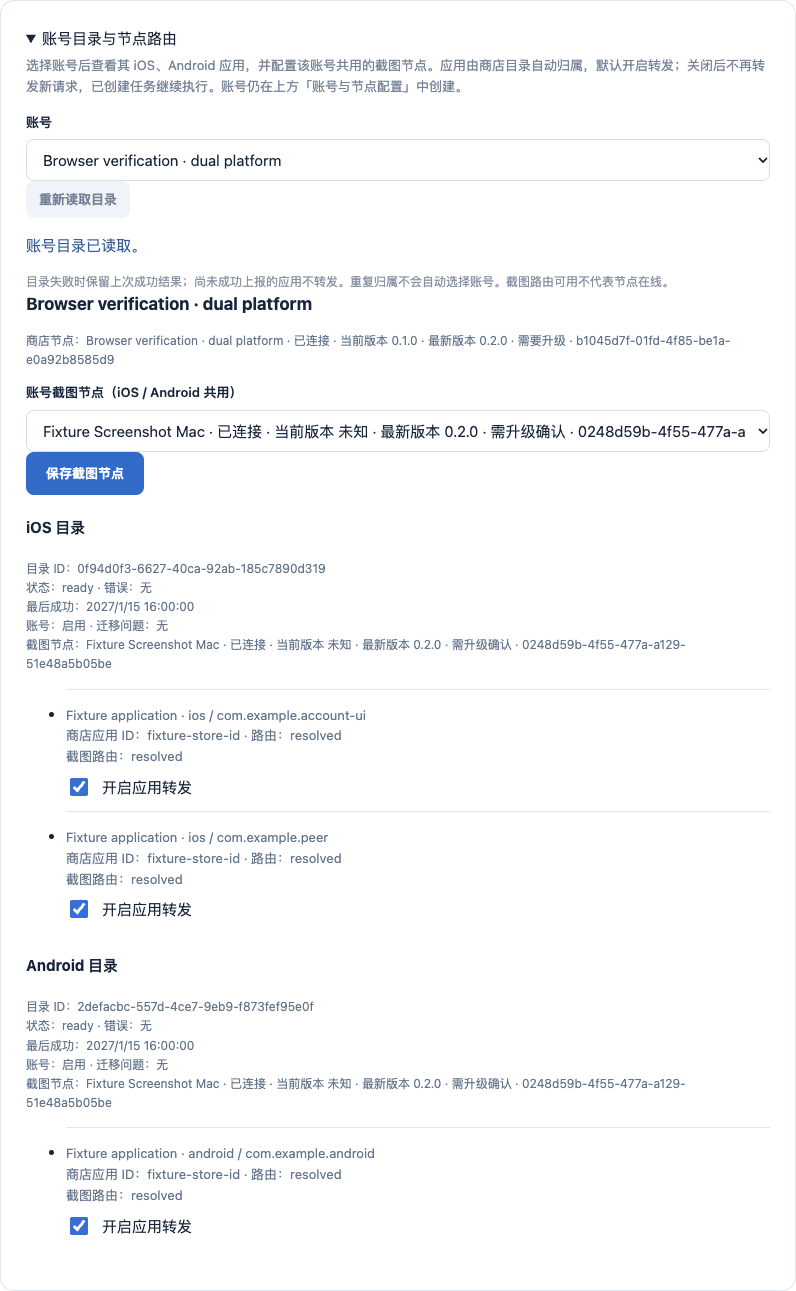 ▼ 账号目录与节点路由
选择账号后查看其 iOS、Android 应用，并配置该账号共用的截图节点。应用由商店目录自动归属，默认开启转发；关闭后不再转
发新请求，已创建任务继续执行。账号仍在上方「账号与节点配置」中创建。
账号
Browser verification · dual platform
重新读取目录
账号目录已读取。
目录失败时保留上次成功结果；尚未成功上报的应用不转发。重复归属不会自动选择账号。截图路由可用不代表节点在线。
Browser verification · dual platform
商店节点：Browser verification · dual platform · 已连接 · 当前版本 0.1.0 · 最新版本 0.2.0 · 需要升级 · b1045d7f-01fd-4f85-be1a-
e0a92b8585d9
账号截图节点（iOS / Android 共用）
Fixture Screenshot Mac · 已连接 · 当前版本 未知 · 最新版本 0.2.0 · 需升级确认 · 0248d59b-4f55-477a-a
保存截图节点
iOS 目录
目录 ID：0f94d0f3-6627-40ca-92ab-185c7890d319
状态：ready · 错误：无
最后成功：2027/1/15 16:00:00
账号：启用 · 迁移问题：无
截图节点：Fixture Screenshot Mac · 已连接 · 当前版本 未知 · 最新版本 0.2.0 · 需升级确认 · 0248d59b-4f55-477a-a129-
51e48a5b05be
• Fixture application · ios / com.example.account-ui
商店应用 ID：fixture-store-id · 路由：resolved
截图路由：resolved
开启应用转发
• Fixture application · ios / com.example.peer
商店应用 ID：fixture-store-id · 路由：resolved
截图路由：resolved
开启应用转发
Android 目录
目录 ID：2defacbc-557d-4ce7-9eb9-f873fef95e0f
状态：ready · 错误：无
最后成功：2027/1/15 16:00:00
账号：启用 · 迁移问题：无
截图节点：Fixture Screenshot Mac · 已连接 · 当前版本 未知 · 最新版本 0.2.0 · 需升级确认 · 0248d59b-4f55-477a-a129-
51e48a5b05be
• Fixture application · android / com.example.android
商店应用 ID：fixture-store-id · 路由：resolved
截图路由：resolved
开启应用转发